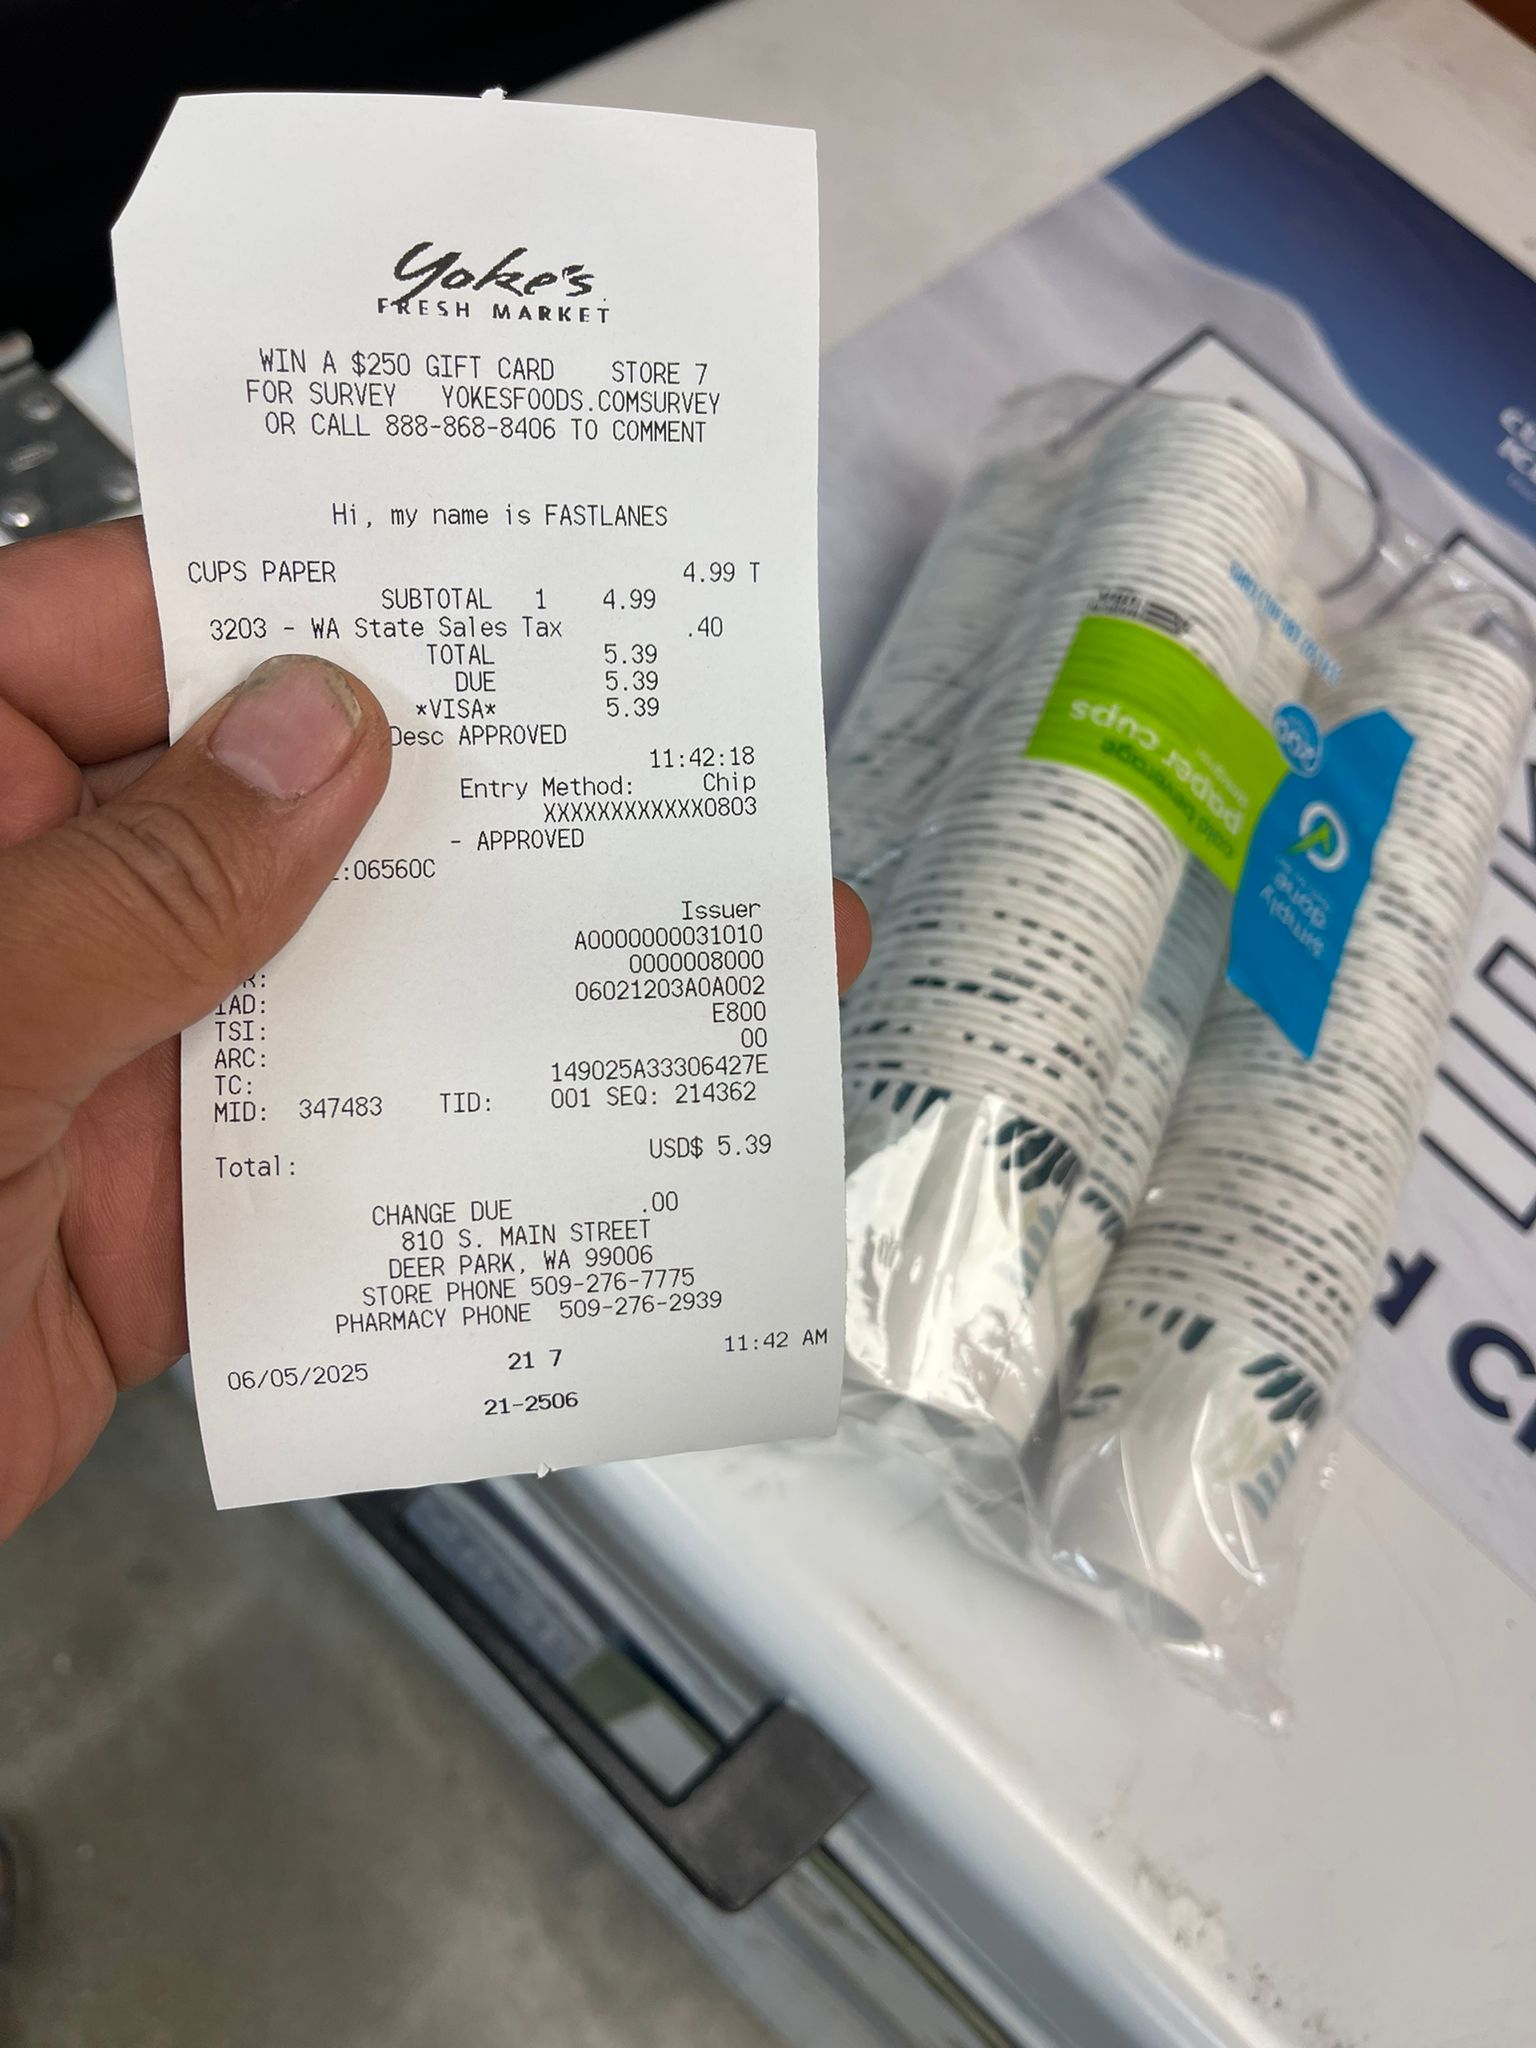 Yoke's
FRESH MARKET
WIN A $250 GIFT CARD STORE 7
FOR SURVEY YOKESFOODS.COMSURVEY
OR CALL 888-868-8406 TO COMMENT
Hi, my name is FASTLANES
CUPS PAPER 4.99 T
SUBTOTAL 1 4.99
3203 - WA State Sales Tax .40
TOTAL 5.39
DUE 5.39
*VISA* 5.39
Desc APPROVED
11:42:18
Entry Method: Chip
XXXXXXXXXXXX0803
- APPROVED
:06560C
Issuer
A0000000031010
0000008000
IAD: 06021203A0A002
TSI: E800
ARC: 00
TC: 149025A33306427E
MID: 347483 TID: 001 SEQ: 214362
Total: USD$ 5.39
CHANGE DUE .00
810 S. MAIN STREET
DEER PARK, WA 99006
STORE PHONE 509-276-7775
PHARMACY PHONE 509-276-2939
06/05/2025 21 7 11:42 AM
21-2506
simply
done
cold beverage
paper cups
200